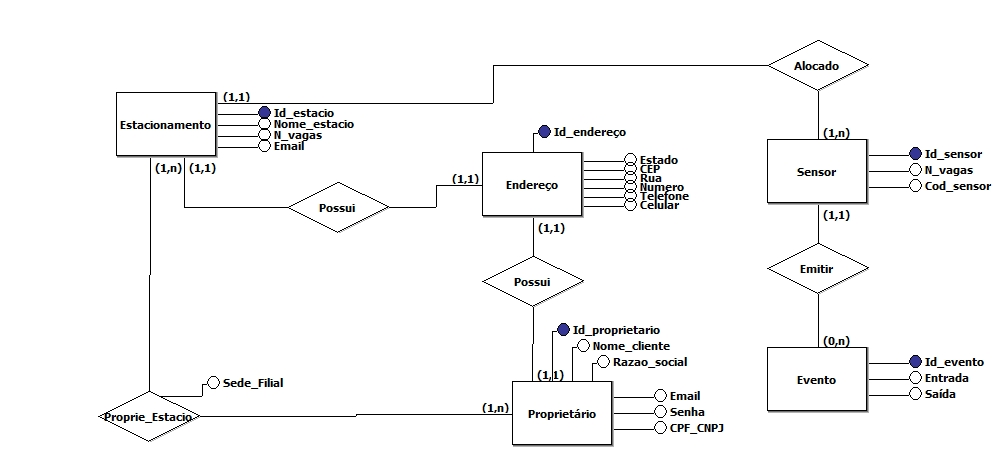 Alocado
(1,1)
Estacionamento
Id_estacio
Nome_estacio
N_vagas
Email
(1,n)
(1,1)
Id_endereço
(1,1)
Endereço
Estado
CEP
Rua
Numero
Telefone
Celular
(1,1)
(1,n)
Sensor
Id_sensor
N_vagas
Cod_sensor
(1,1)
Possui
Possui
Emitir
Id_proprietario
Nome_cliente
Razao_social
(0,n)
Evento
Id_evento
Entrada
Saída
Sede_Filial
Proprie_Estacio
(1,n)
(1,1)
Proprietário
Email
Senha
CPF_CNPJ